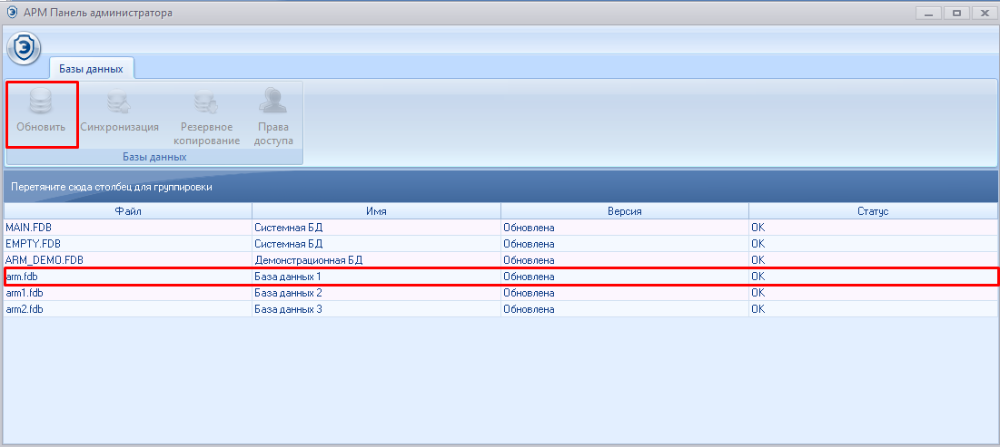 АРМ Панель администратора
Базы данных
Обновить Синхронизация Резервное копирование Права доступа
Базы данных
Перетяните сюда столбец для группировки
Файл Имя Версия Статус
MAIN.FDB Системная БД Обновлена OK
EMPTY.FDB Системная БД Обновлена OK
ARM_DEMO.FDB Демонстрационная БД Обновлена OK
arm.fdb База данных 1 Обновлена OK
arm1.fdb База данных 2 Обновлена OK
arm2.fdb База данных 3 Обновлена OK